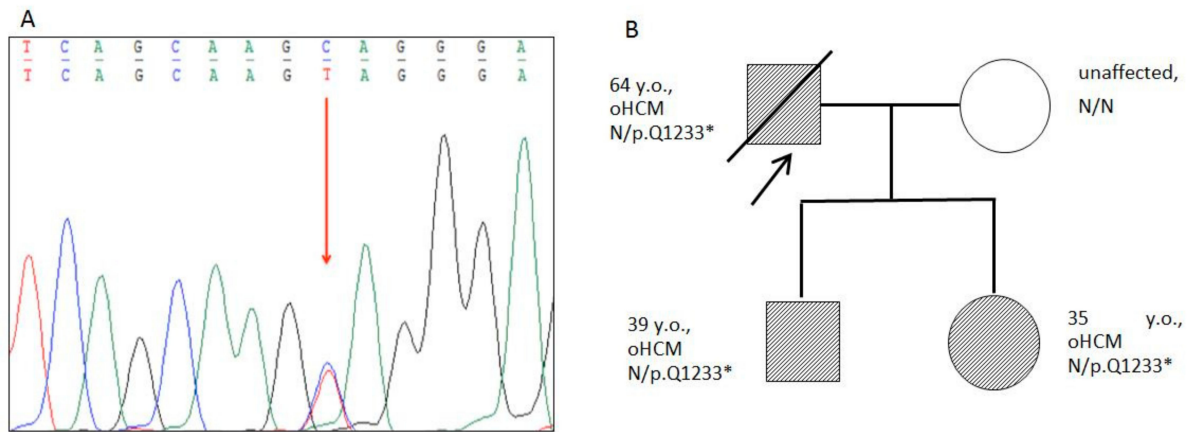 A
T C A G C A A G C A G G G A
T C A G C A A G T A G G G A
B
64 y.o.,
oHCM
N/p.Q1233*
unaffected,
N/N
39 y.o.,
oHCM
N/p.Q1233*
35 y.o.,
oHCM
N/p.Q1233*